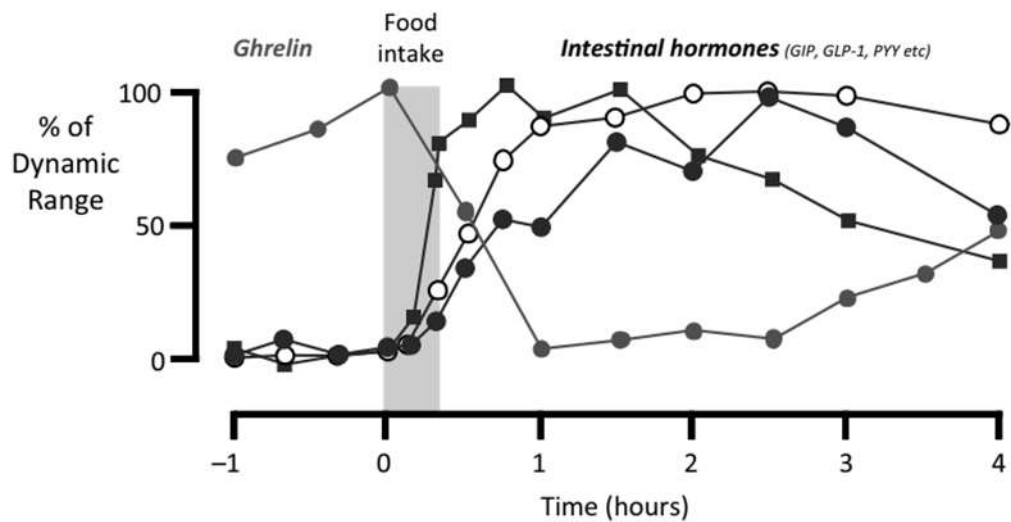 Food
intake
Ghrelin
Intestinal hormones (GIP, GLP-1, PYY etc)
% of
Dynamic
Range
100
50
0
–1 0 1 2 3 4
Time (hours)